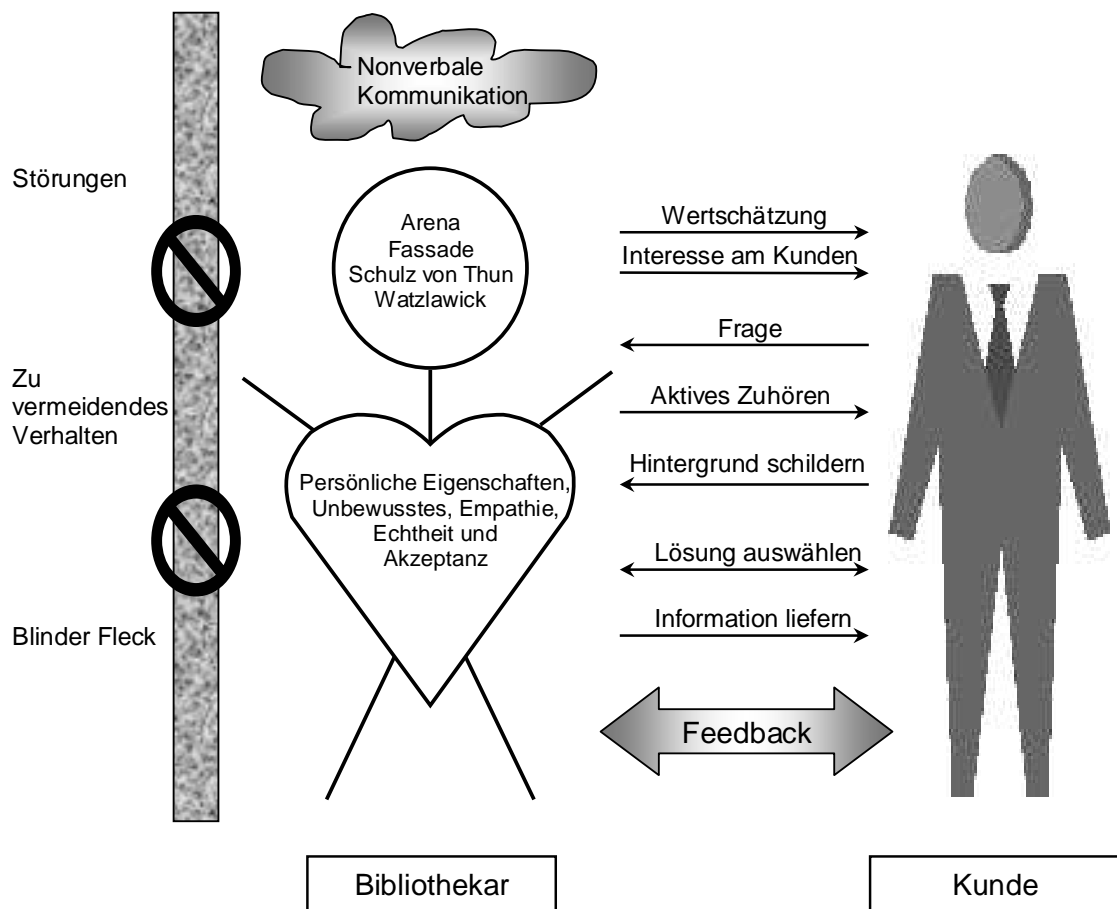 Nonverbale
Kommunikation
Störungen
Zu
vermeidendes
Verhalten
Blinder Fleck
Arena
Fassade
Schulz von Thun
Watzlawick
Persönliche Eigenschaften,
Unbewusstes, Empathie,
Echtheit und
Akzeptanz
Wertschätzung
Interesse am Kunden
Frage
Aktives Zuhören
Hintergrund schildern
Lösung auswählen
Information liefern
Feedback
Bibliothekar
Kunde